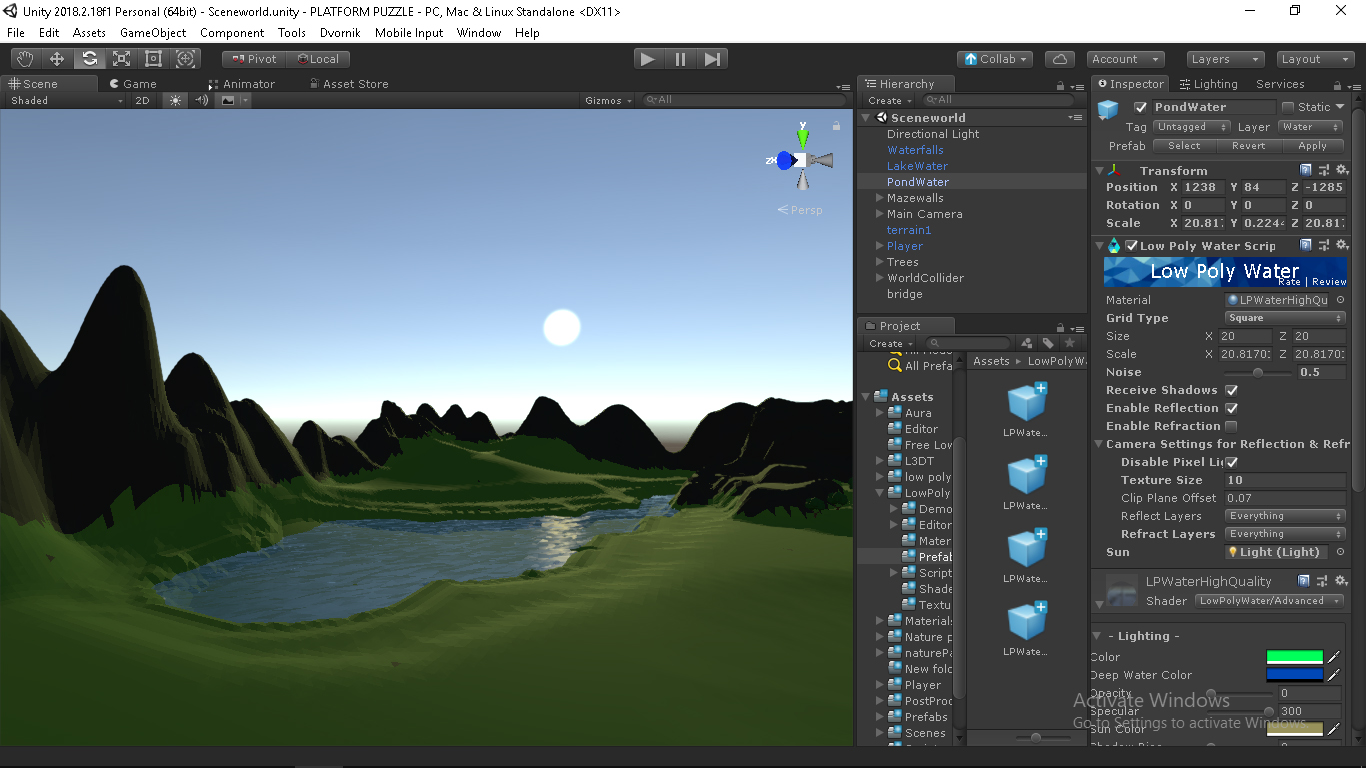 Unity 2018.2.18f1 Personal (64bit) - Sceneworld.unity - PLATFORM PUZZLE - PC, Mac & Linux Standalone <DX11>
File Edit Assets GameObject Component Tools Dvornik Mobile Input Window Help
Pivot Local Collab Account Layers Layout
Scene Game Animator Asset Store
Shaded 2D Gizmos All
y
zx
Persp
Hierarchy
Create All
Sceneworld
Directional Light
Waterfalls
LakeWater
PondWater
Mazewalls
Main Camera
terrain1
Player
Trees
WorldCollider
bridge
Project
Create
All Prefa
Assets
Aura
Editor
Free Lov
L3DT
low poly
LowPoly
Demo
Editor
Mater
Prefab
Script
Shade
Textu
Materials
Nature p
naturePa
New fold
Player
PostProc
Prefabs
Scenes
Assets LowPolyW
LPWate...
LPWate...
LPWate...
LPWate...
Inspector Lighting Services
PondWater Static
Tag Untagged Layer Water
Prefab Select Revert Apply
Transform
Position X 1238 Y 84 Z -1285
Rotation X 0 Y 0 Z 0
Scale X 20.817 Y 0.224 Z 20.817
Low Poly Water Scrip
Low Poly Water
Rate | Review
Material LPWaterHighQu
Grid Type Square
Size X 20 Z 20
Scale X 20.8170 Z 20.8170
Noise 0.5
Receive Shadows
Enable Reflection
Enable Refraction
Camera Settings for Reflection & Refr
Disable Pixel Li
Texture Size 10
Clip Plane Offset 0.07
Reflect Layers Everything
Refract Layers Everything
Sun Light (Light)
LPWaterHighQuality
Shader LowPolyWater/Advanced
- Lighting -
Color
Deep Water Color
Opacity 0
Specular 300
Sun Color
Activate Windows
Go to Settings to activate Windows.